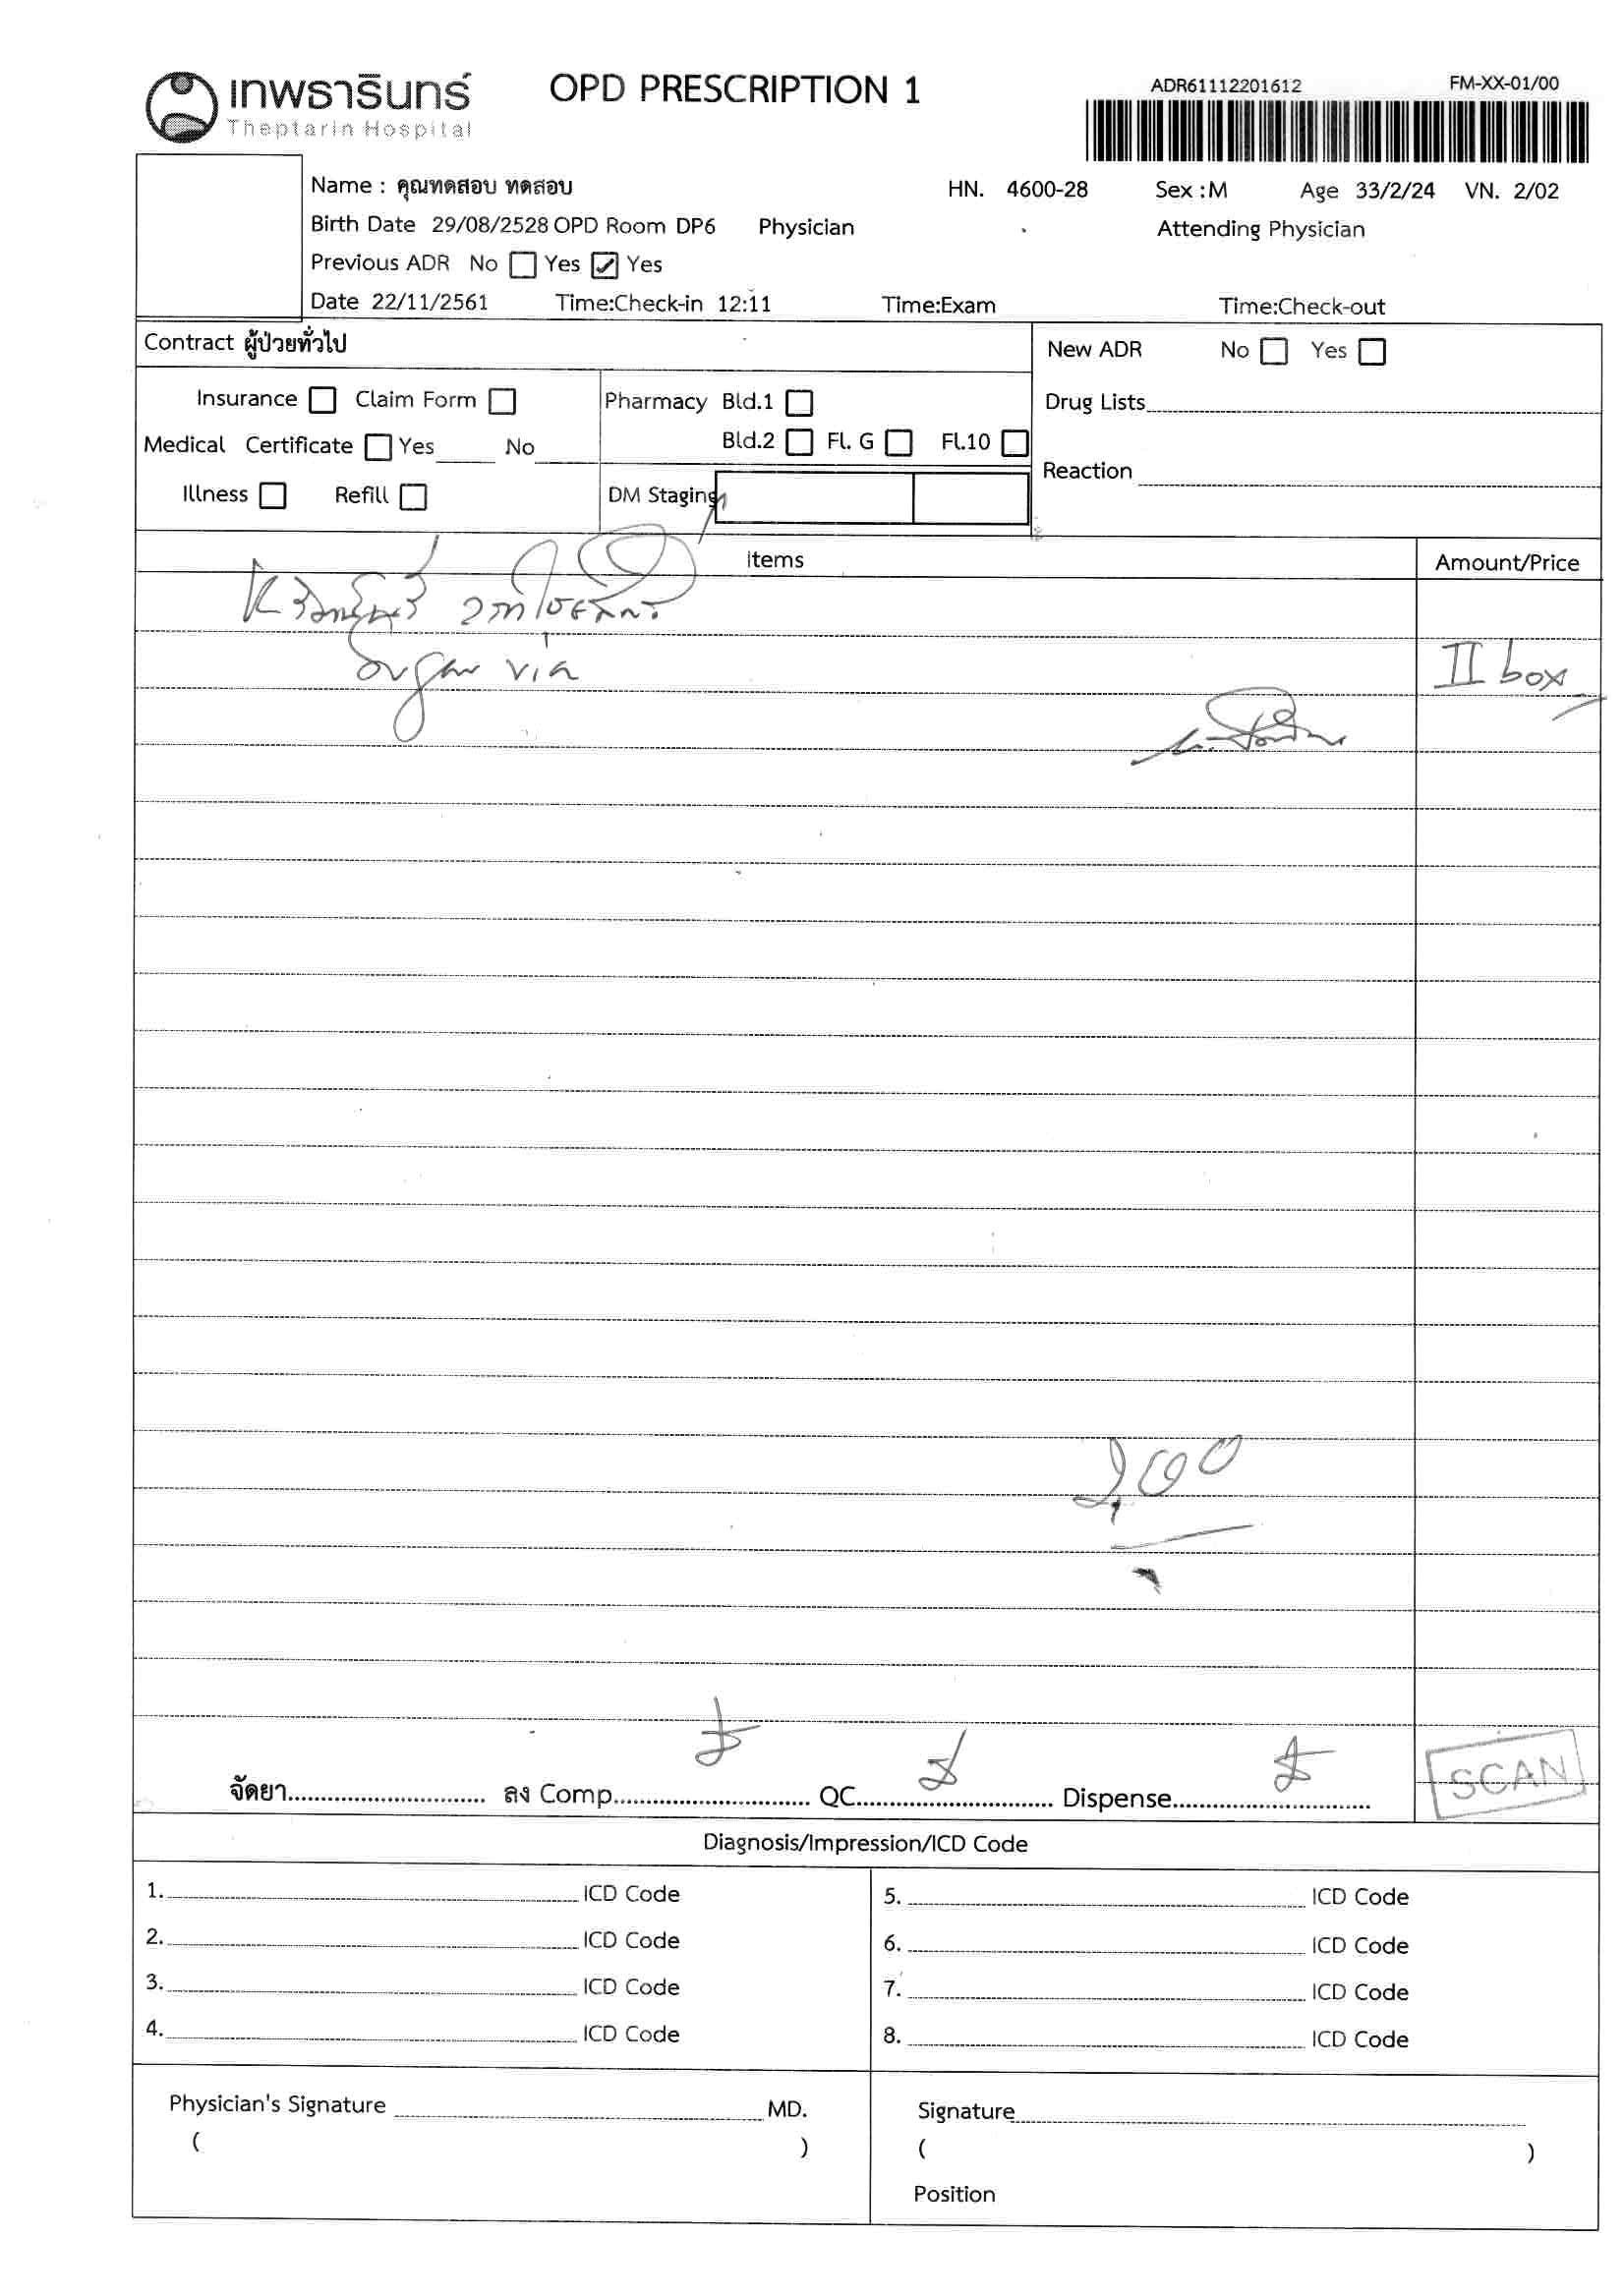 เทพธารินทร์
Theptarin Hospital
OPD PRESCRIPTION 1
ADR61112201612 FM-XX-01/00
Name : คุณทดสอบ ทดสอบ HN. 4600-28 Sex :M Age 33/2/24 VN. 2/02
Birth Date 29/08/2528 OPD Room DP6 Physician Attending Physician
Previous ADR No Yes Yes
Date 22/11/2561 Time:Check-in 12:11 Time:Exam Time:Check-out
Contract ผู้ป่วยทั่วไป
New ADR No Yes
Insurance Claim Form Pharmacy Bld.1
Drug Lists
Medical Certificate Yes No Bld.2 Fl. G Fl.10
Reaction
Illness Refill DM Staging
Items Amount/Price
II box
SCAN
จัดยา ลง Comp QC Dispense
Diagnosis/Impression/ICD Code
1. ICD Code 5. ICD Code
2. ICD Code 6. ICD Code
3. ICD Code 7. ICD Code
4. ICD Code 8. ICD Code
Physician's Signature MD. Signature
( ) ( )
Position